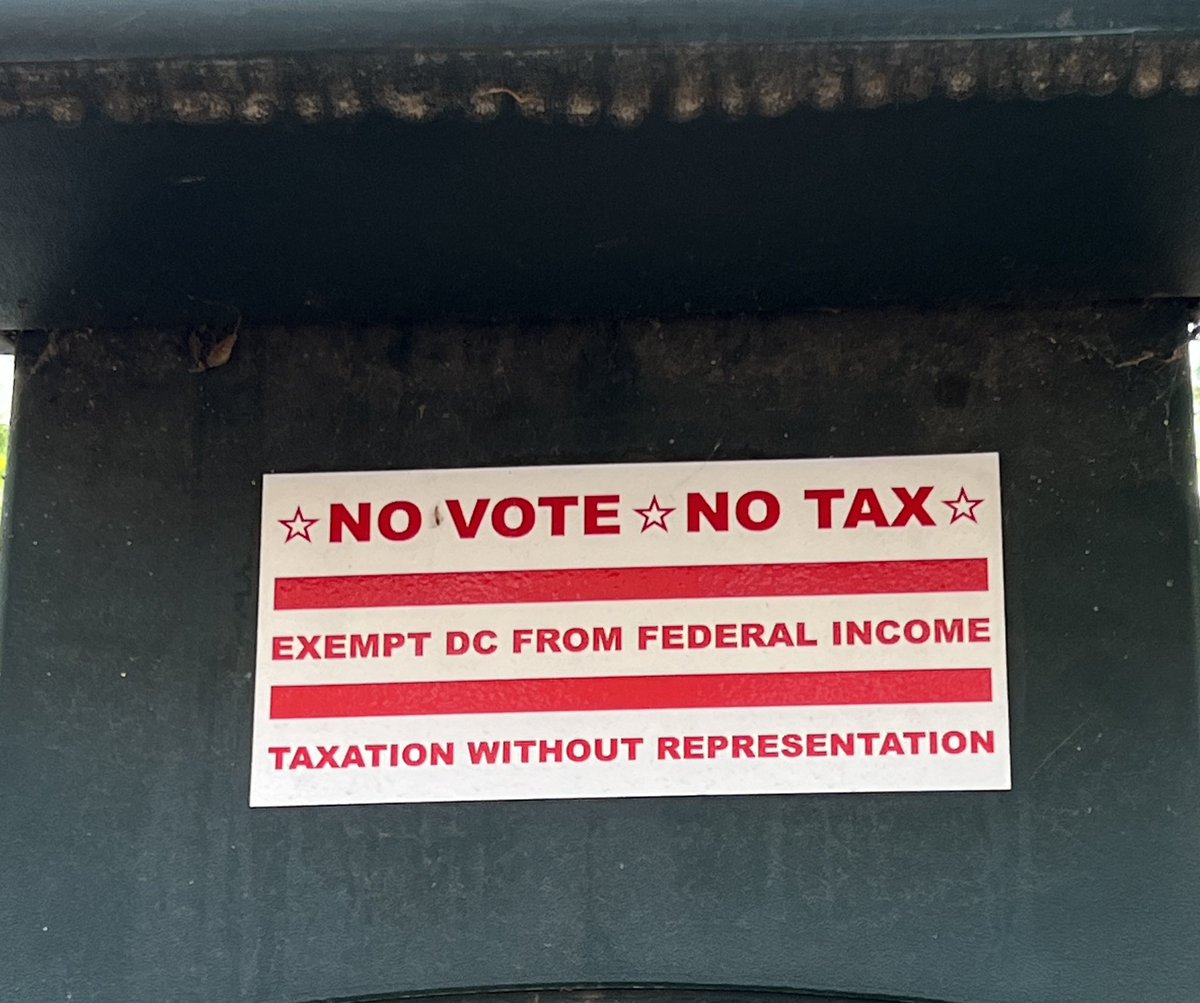 ☆NO VOTE☆NO TAX☆
EXEMPT DC FROM FEDERAL INCOME
TAXATION WITHOUT REPRESENTATION